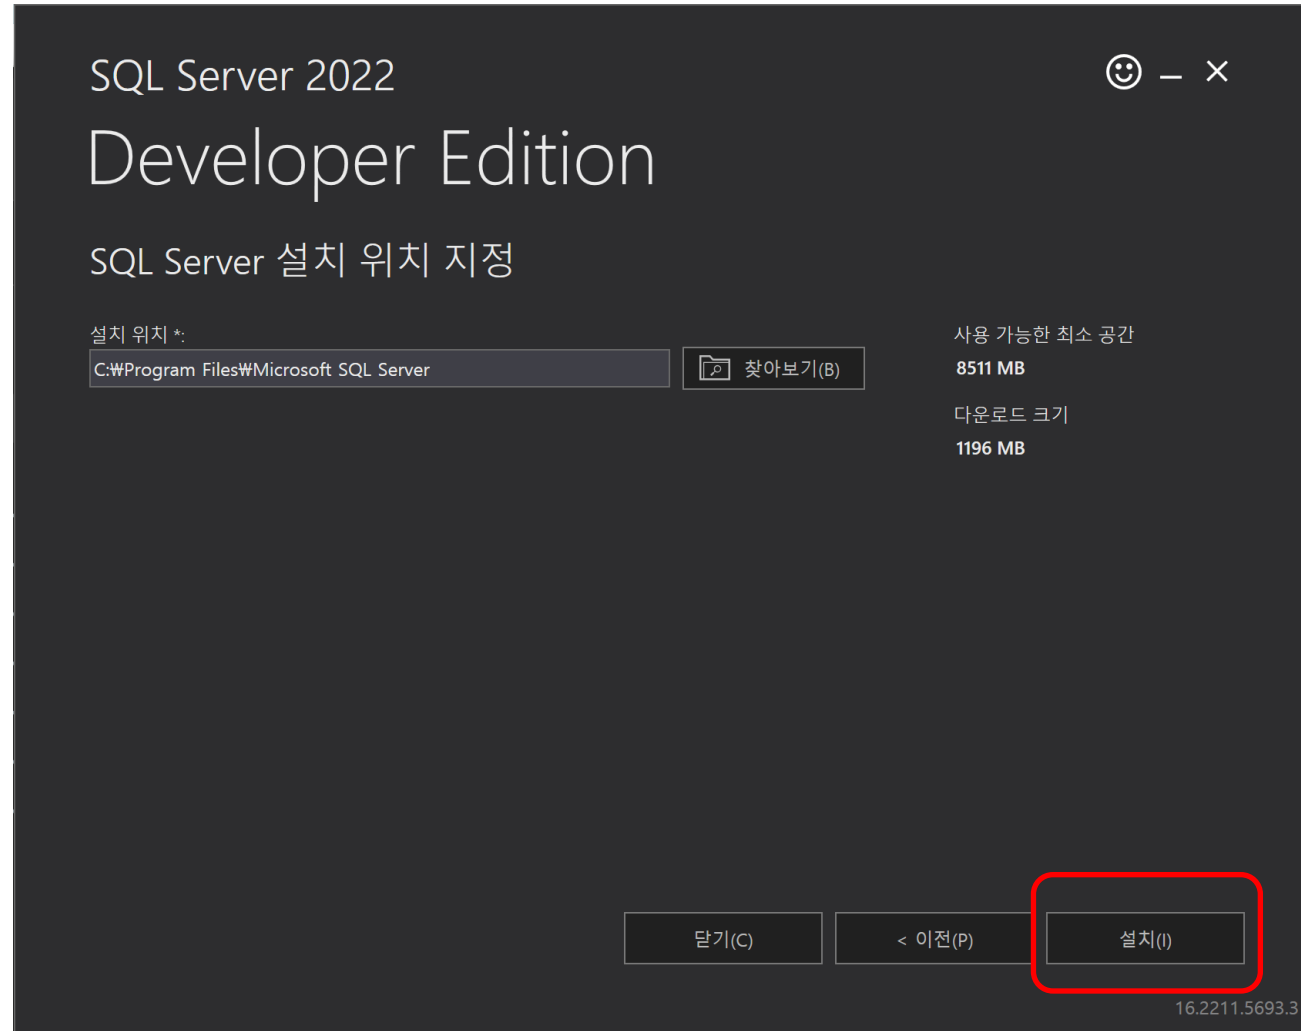 SQL Server 2022
Developer Edition
SQL Server 설치 위치 지정
설치 위치 *:
C:₩Program Files₩Microsoft SQL Server
찾아보기(B)
사용 가능한 최소 공간
8511 MB
다운로드 크기
1196 MB
닫기(C)
< 이전(P)
설치(I)
16.2211.5693.3